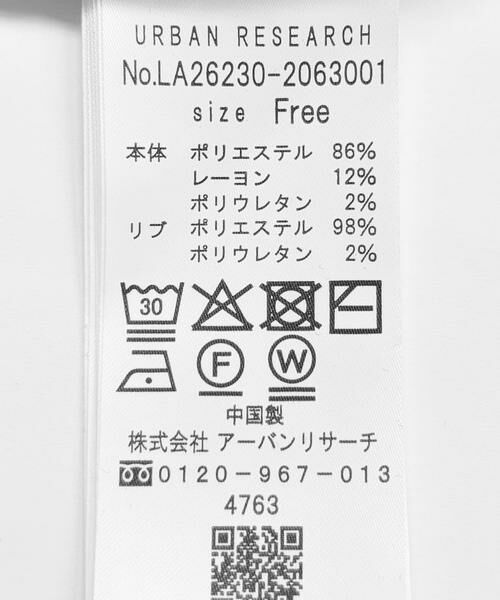 URBAN RESEARCH
No.LA26230-2063001
size Free
本体 ポリエステル 86%
レーヨン 12%
ポリウレタン 2%
リブ ポリエステル 98%
ポリウレタン 2%
30
F W
中国製
株式会社 アーバンリサーチ
0120-967-013
4763